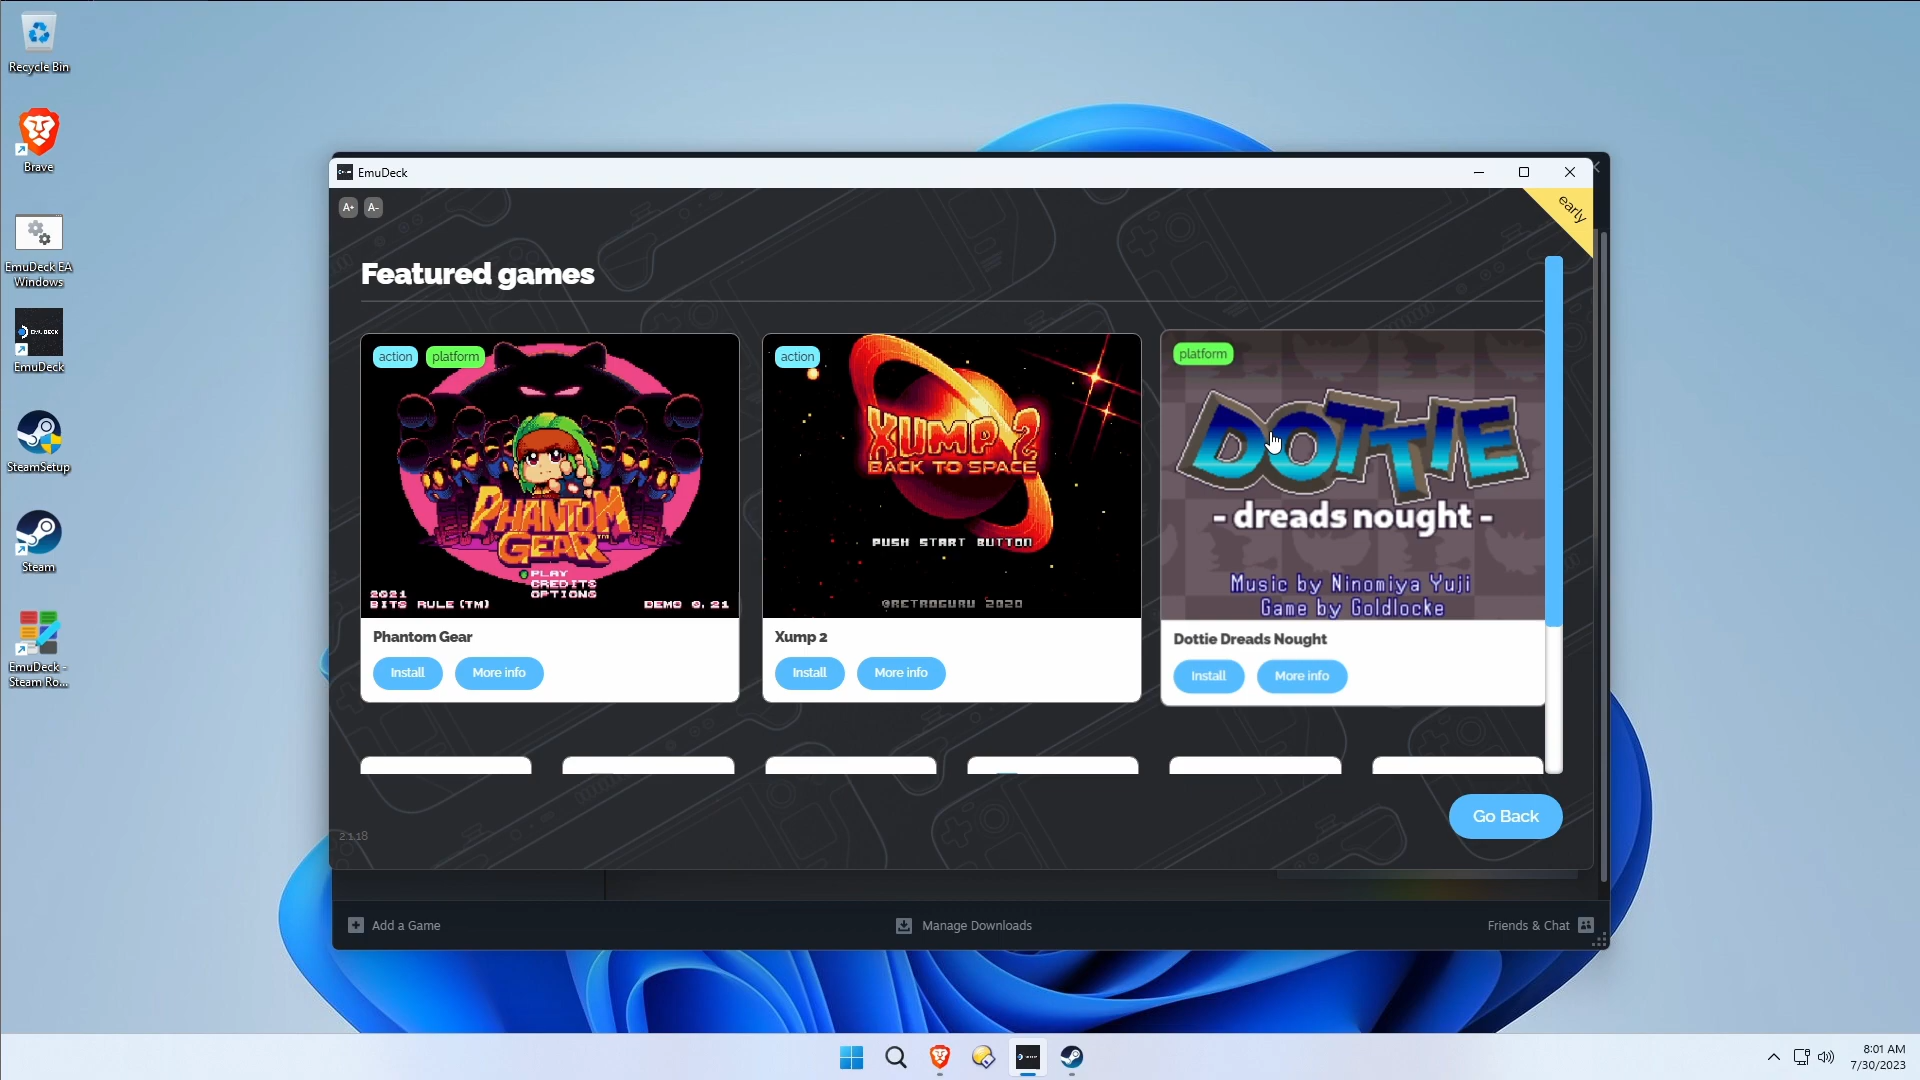 Recycle Bin
Brave
EmuDeck EA
Windows
EmuDeck
SteamSetup
Steam
EmuDeck -
Steam Ro...
EmuDeck
A+
A-
early
Featured games
action
platform
PHANTOM
GEAR™
PLAY
CREDITS
OPTIONS
2021
BITS RULE (TM)
DEMO 0.21
Phantom Gear
Install
More info
action
XUMP 2
BACK TO SPACE
PUSH START BUTTON
©RETROGURU 2020
Xump 2
Install
More info
platform
DOTTIE
- dreads nought -
Music by Ninomiya Yuji
Game by Goldlocke
Dottie Dreads Nought
Install
More info
Go Back
2.1.18
Add a Game
Manage Downloads
Friends & Chat
8:01 AM
7/30/2023